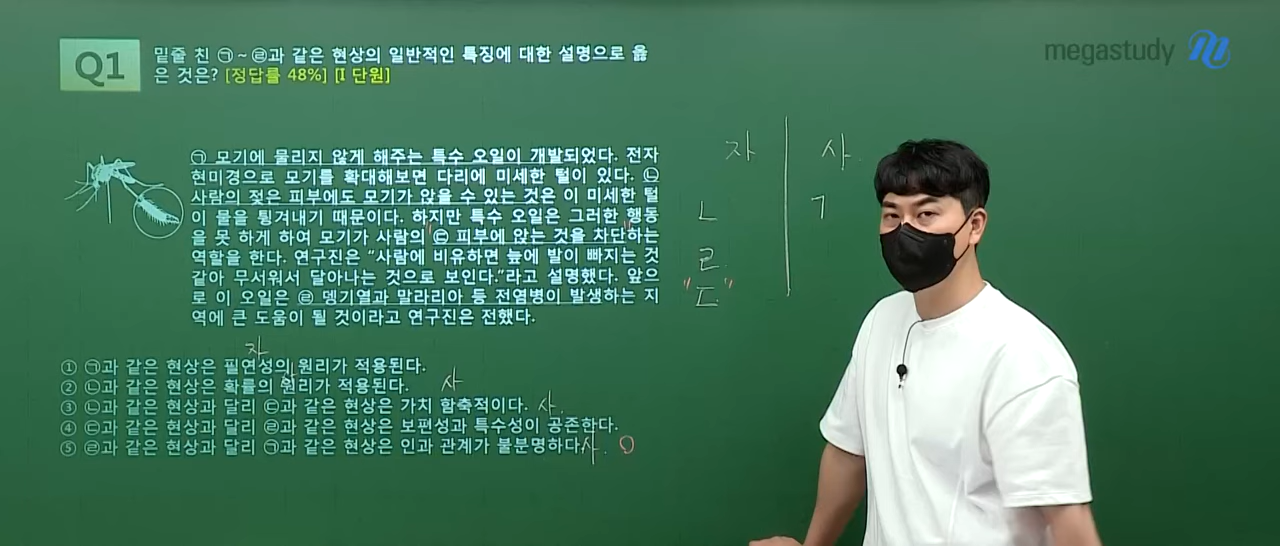 Q1
밑줄 친 ㉠~㉣과 같은 현상의 일반적인 특징에 대한 설명으로 옳
은 것은? [정답률 48%] [Ⅰ 단원]
megastudy
㉠ 모기에 물리지 않게 해주는 특수 오일이 개발되었다. 전자
현미경으로 모기를 확대해보면 다리에 미세한 털이 있다. ㉡
사람의 젖은 피부에도 모기가 앉을 수 있는 것은 이 미세한 털
이 물을 튕겨내기 때문이다. 하지만 특수 오일은 그러한 행동
을 못 하게 하여 모기가 사람의 ㉢ 피부에 앉는 것을 차단하는
역할을 한다. 연구진은 “사람에 비유하면 늪에 발이 빠지는 것
같아 무서워서 달아나는 것으로 보인다.”라고 설명했다. 앞으
로 이 오일은 ㉣ 뎅기열과 말라리아 등 전염병이 발생하는 지
역에 큰 도움이 될 것이라고 연구진은 전했다.
자
① ㉠과 같은 현상은 필연성의 원리가 적용된다.
사
② ㉡과 같은 현상은 확률의 원리가 적용된다.
사
③ ㉡과 같은 현상과 달리 ㉢과 같은 현상은 가치 함축적이다. 사.
④ ㉢과 같은 현상과 달리 ㉣과 같은 현상은 보편성과 특수성이 공존한다.
⑤ ㉣과 같은 현상과 달리 ㉠과 같은 현상은 인과 관계가 불분명하다. 사. O
자 사.
ㄴ ㄱ
ㄹ
"ㄷ"